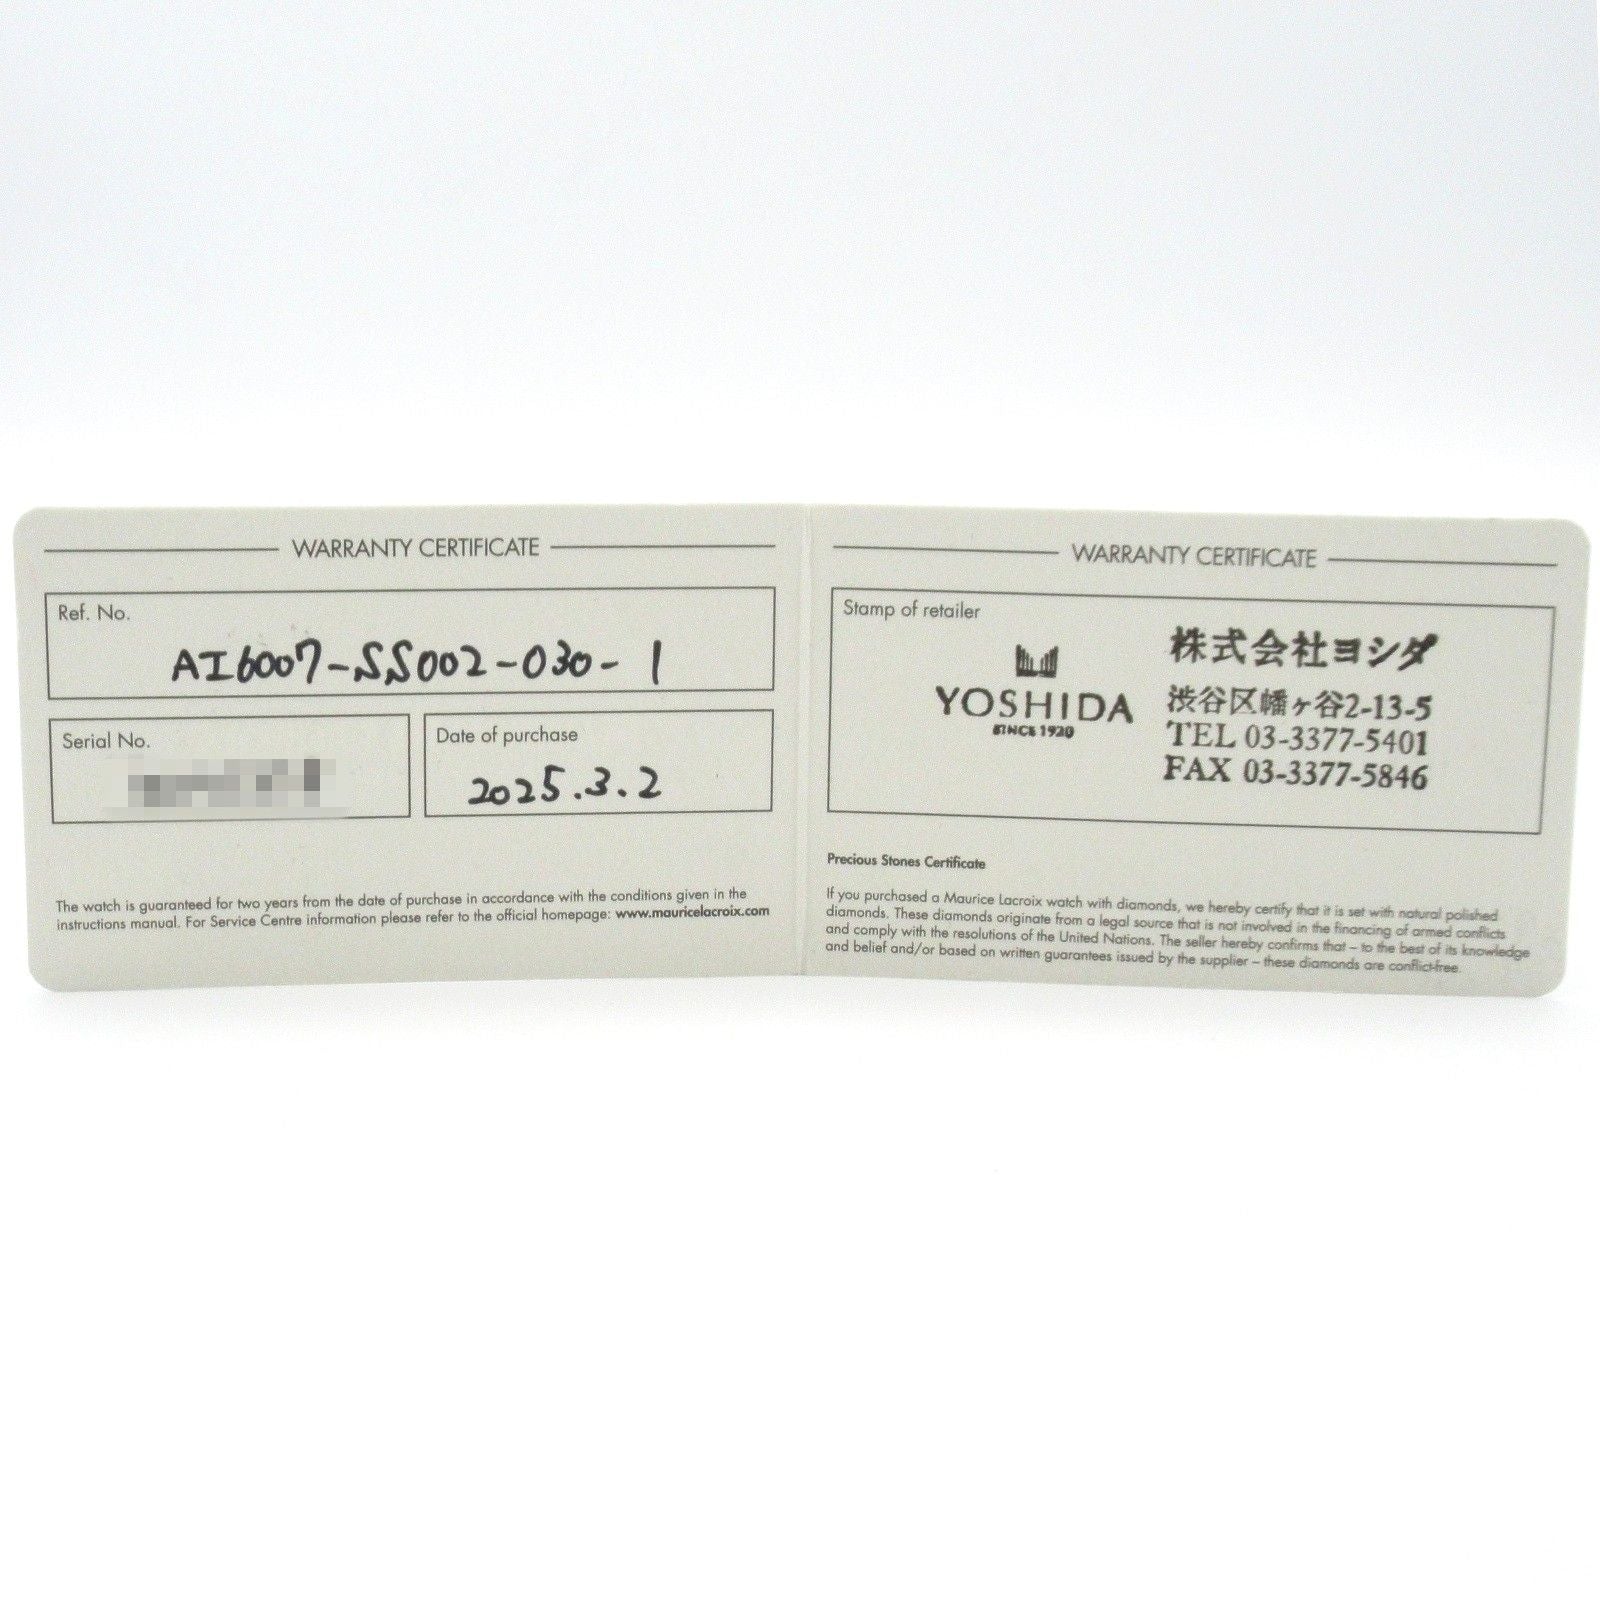 WARRANTY CERTIFICATE
Ref. No.
AI6007-SS002-030-1
Serial No.
Date of purchase
2025.3.2
The watch is guaranteed for two years from the date of purchase in accordance with the conditions given in the
instructions manual. For Service Centre information please refer to the official homepage: www.mauricelacroix.com
WARRANTY CERTIFICATE
Stamp of retailer
YOSHIDA
SINCE 1920
株式会社ヨシダ
渋谷区幡ヶ谷2-13-5
TEL 03-3377-5401
FAX 03-3377-5846
Precious Stones Certificate
If you purchased a Maurice Lacroix watch with diamonds, we hereby certify that it is set with natural polished
diamonds. These diamonds originate from a legal source that is not involved in the financing of armed conflicts
and comply with the resolutions of the United Nations. The seller hereby confirms that – to the best of its knowledge
and belief and/or based on written guarantees issued by the supplier – these diamonds are conflict-free.